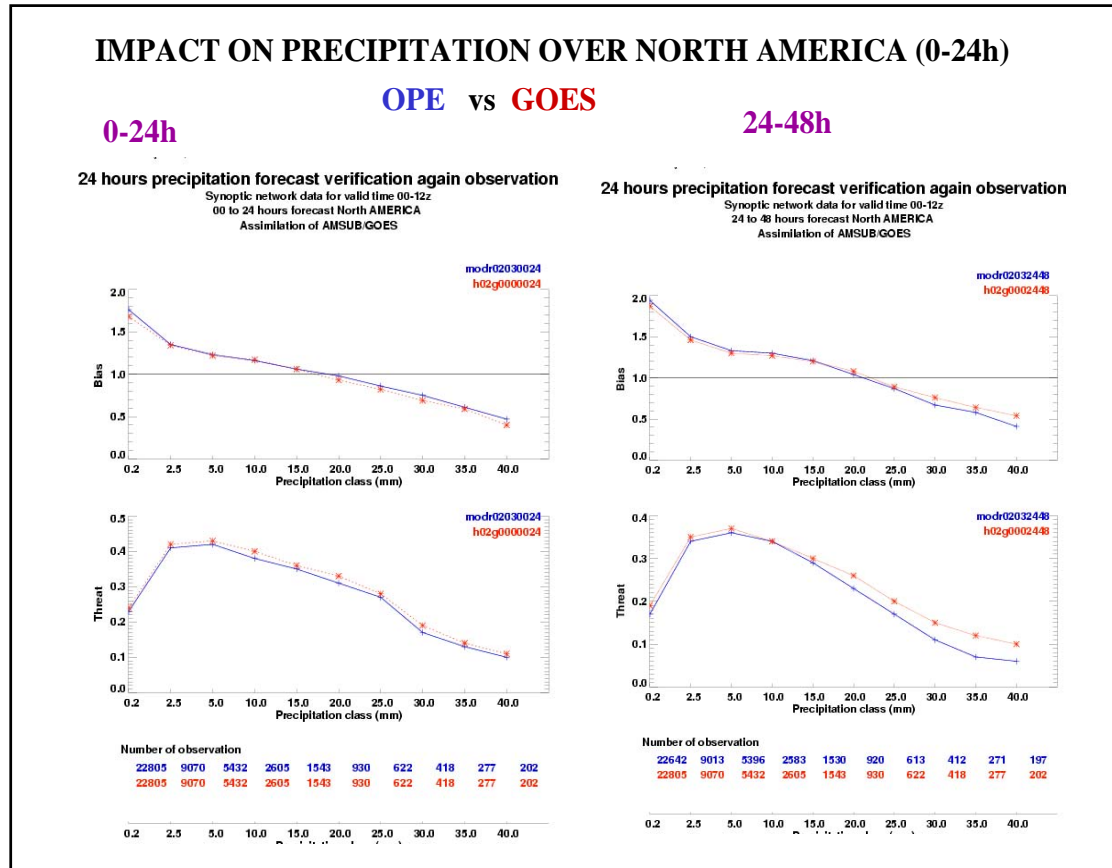 IMPACT ON PRECIPITATION OVER NORTH AMERICA (0-24h)
OPE vs GOES
0-24h
24-48h
24 hours precipitation forecast verification again observation
Synoptic network data for valid time 00-12z
00 to 24 hours forecast North AMERICA
Assimilation of AMSUB/GOES
modr02030024
h02g0000024
2.0
1.5
1.0
0.5
0.0
Bias
0.2 2.5 5.0 10.0 15.0 20.0 25.0 30.0 35.0 40.0
Precipitation class (mm)
modr02030024
h02g0000024
0.5
0.4
0.3
0.2
0.1
0.0
Threat
0.2 2.5 5.0 10.0 15.0 20.0 25.0 30.0 35.0 40.0
Precipitation class (mm)
Number of observation
22805 9070 5432 2605 1543 930 622 418 277 202
22805 9070 5432 2605 1543 930 622 418 277 202
0.2 2.5 5.0 10.0 15.0 20.0 25.0 30.0 35.0 40.0
24 hours precipitation forecast verification again observation
Synoptic network data for valid time 00-12z
24 to 48 hours forecast North AMERICA
Assimilation of AMSUB/GOES
modr02032448
h02g0002448
2.0
1.5
1.0
0.5
0.0
Bias
0.2 2.5 5.0 10.0 15.0 20.0 25.0 30.0 35.0 40.0
Precipitation class (mm)
modr02032448
h02g0002448
0.4
0.3
0.2
0.1
0.0
Threat
0.2 2.5 5.0 10.0 15.0 20.0 25.0 30.0 35.0 40.0
Precipitation class (mm)
Number of observation
22642 9013 5396 2583 1530 920 613 412 271 197
22805 9070 5432 2605 1543 930 622 418 277 202
0.2 2.5 5.0 10.0 15.0 20.0 25.0 30.0 35.0 40.0